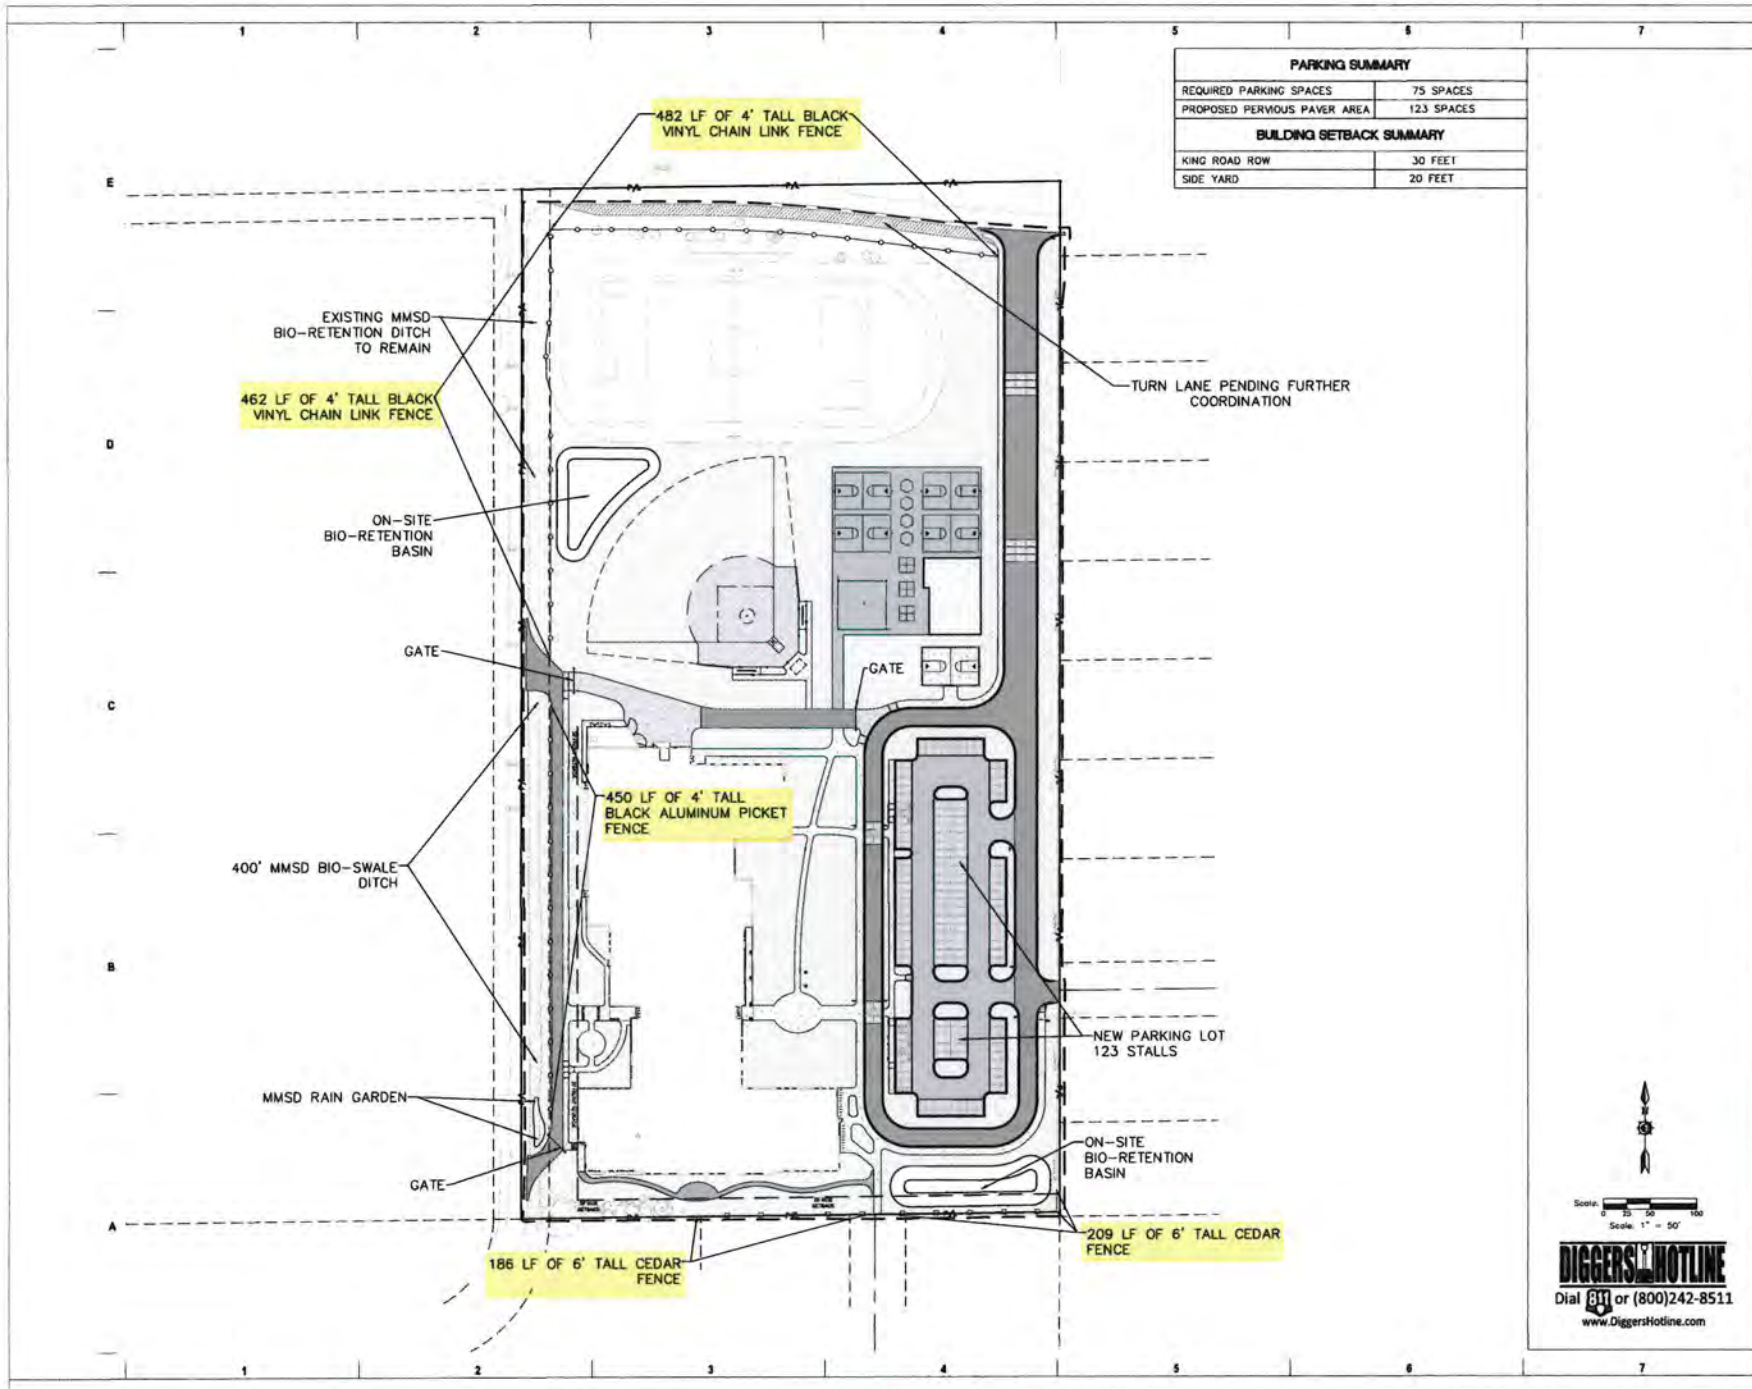 1 2 3 4 5 6 7
PARKING SUMMARY
REQUIRED PARKING SPACES 75 SPACES
PROPOSED PERVIOUS PAVER AREA 123 SPACES
BUILDING SETBACK SUMMARY
KING ROAD ROW 30 FEET
SIDE YARD 20 FEET
482 LF OF 4' TALL BLACK
VINYL CHAIN LINK FENCE
E
EXISTING MMSD
BIO-RETENTION DITCH
TO REMAIN
TURN LANE PENDING FURTHER
COORDINATION
462 LF OF 4' TALL BLACK
VINYL CHAIN LINK FENCE
D
ON-SITE
BIO-RETENTION
BASIN
GATE
GATE
C
450 LF OF 4' TALL
BLACK ALUMINUM PICKET
FENCE
400' MMSD BIO-SWALE
DITCH
B
NEW PARKING LOT
123 STALLS
MMSD RAIN GARDEN
ON-SITE
BIO-RETENTION
BASIN
GATE
A
209 LF OF 6' TALL CEDAR
FENCE
186 LF OF 6' TALL CEDAR
FENCE
N
Scale:
0 25 50 100
Scale: 1" = 50'
DIGGERS HOTLINE
Dial 811 or (800)242-8511
www.DiggersHotline.com
1 2 3 4 5 6 7